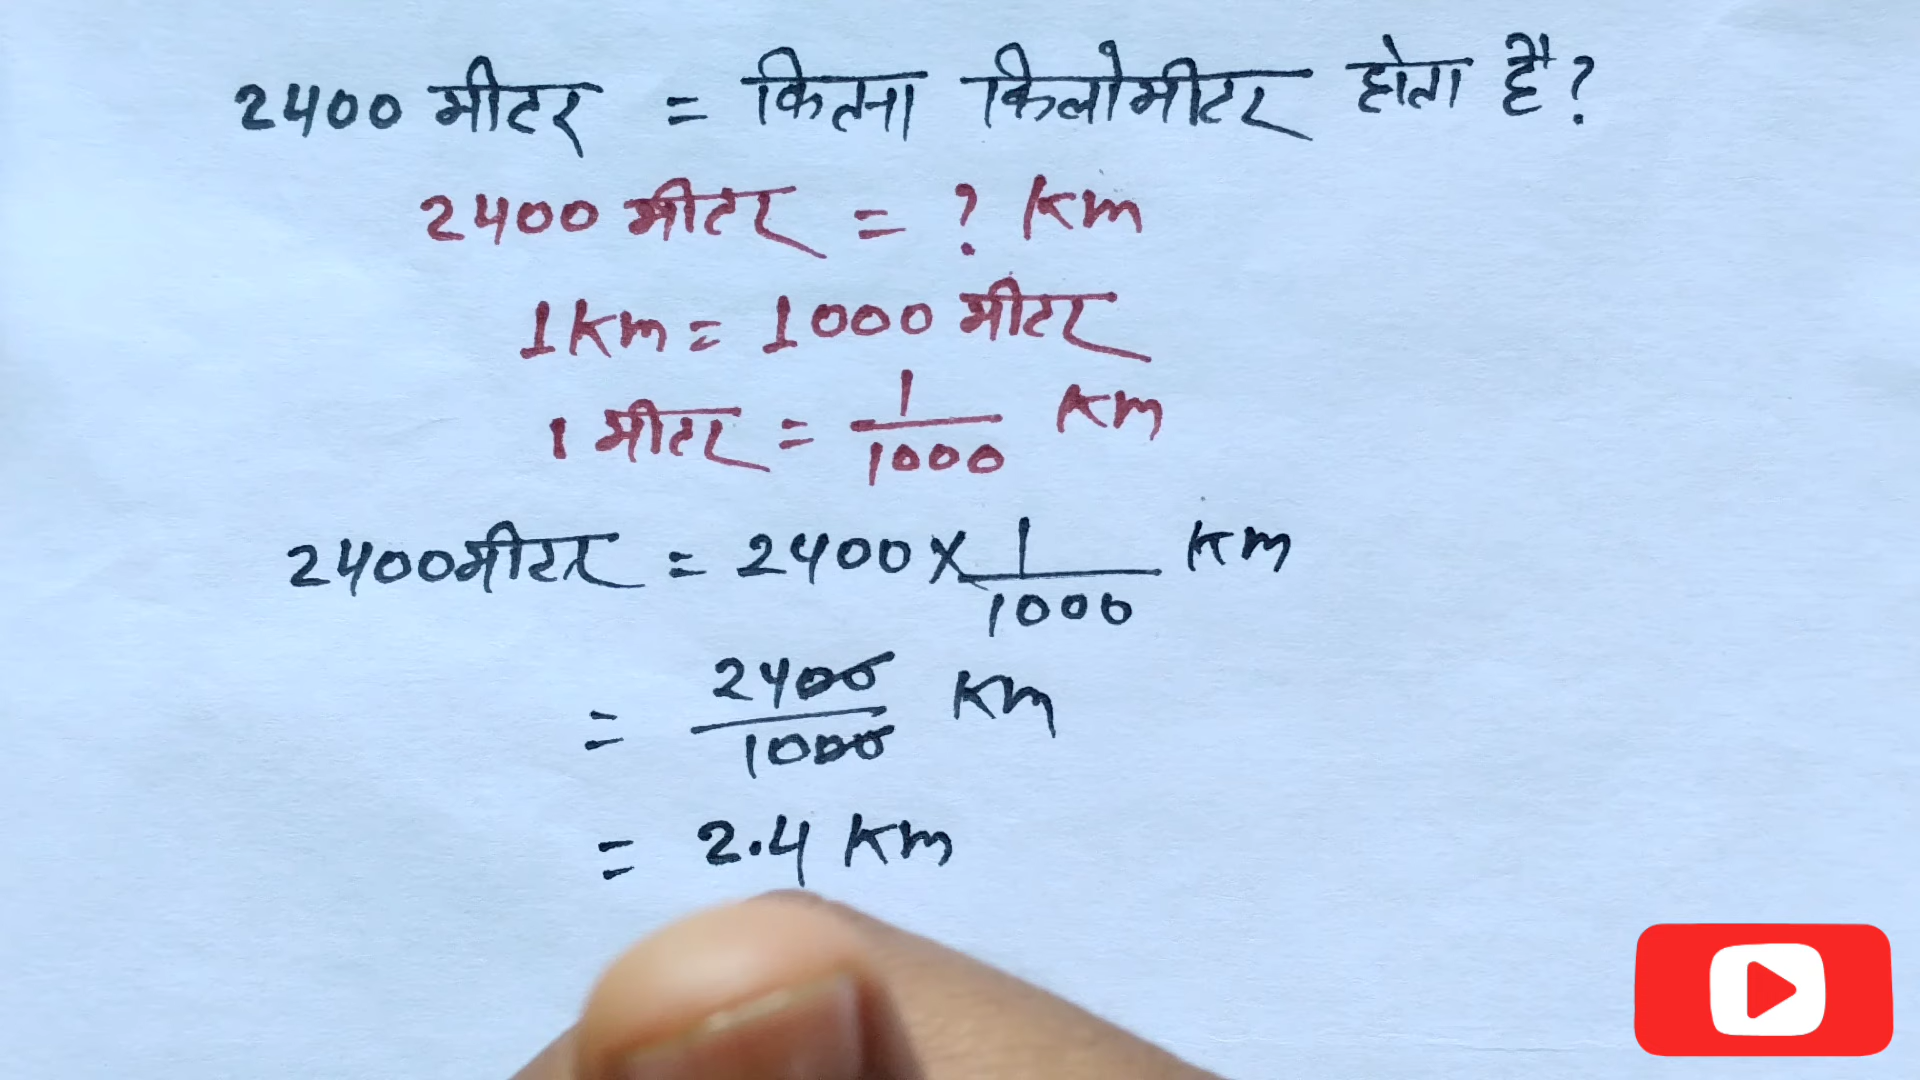 2400 मीटर = कितना किलोमीटर होता है?
2400 मीटर = ? Km
1 Km = 1000 मीटर
1 मीटर = 1/1000 Km
2400 मीटर = 2400 × 1/1000 Km
= 2400/1000 Km
= 2.4 Km